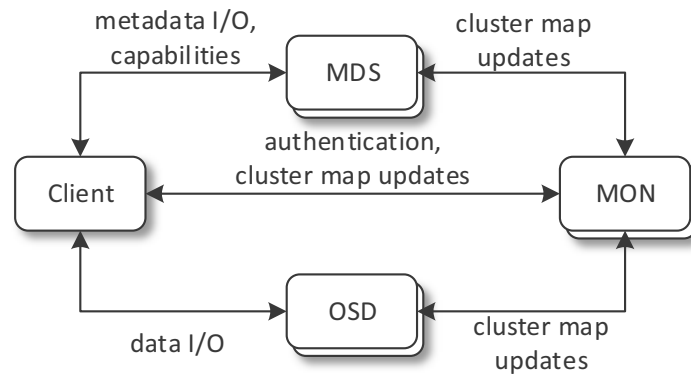 metadata I/O,
capabilities
cluster map
updates
MDS
authentication,
cluster map updates
Client
MON
OSD
data I/O
cluster map
updates